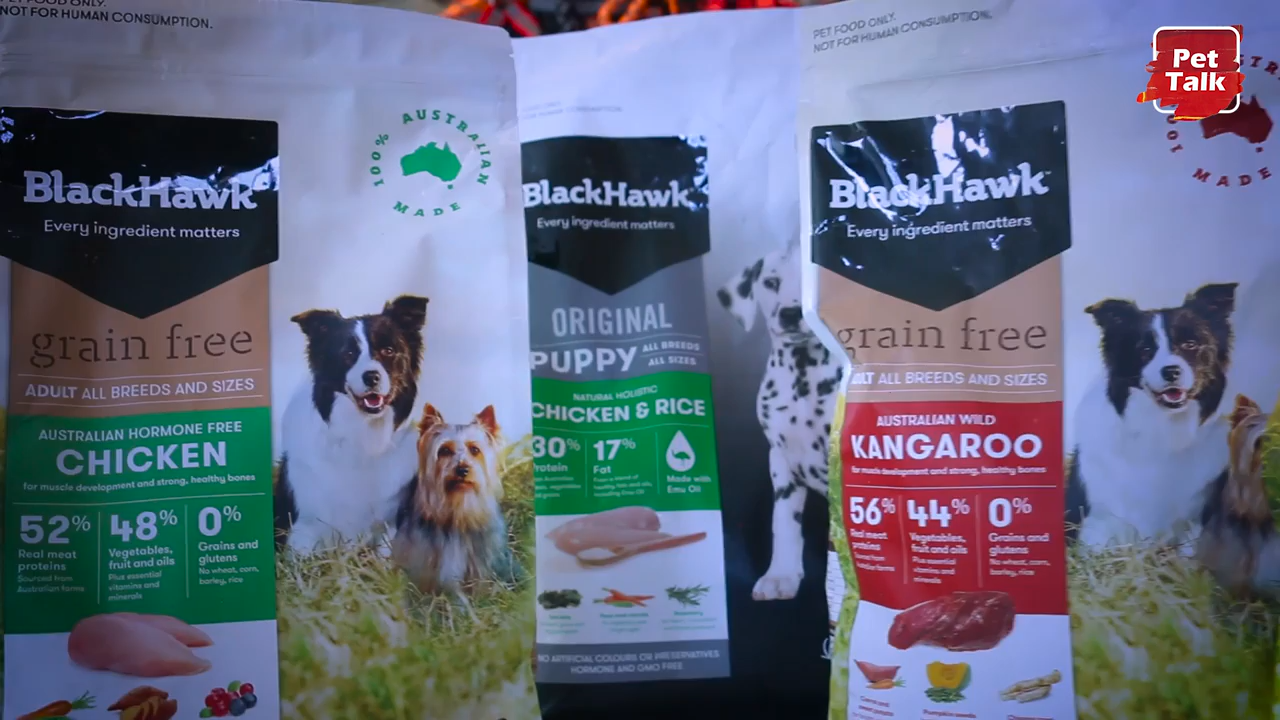 PET FOOD ONLY.
NOT FOR HUMAN CONSUMPTION.
100% AUSTRALIAN MADE
BlackHawk
Every ingredient matters
grain free
ADULT ALL BREEDS AND SIZES
AUSTRALIAN HORMONE FREE
CHICKEN
for muscle development and strong, healthy bones
52%
Real meat
proteins
Sourced from
Australian farms
48%
Vegetables,
fruit and oils
Plus essential
vitamins and
minerals
0%
Grains and
glutens
No wheat, corn,
barley, rice
BlackHawk
Every ingredient matters
ORIGINAL
PUPPY
ALL BREEDS
ALL SIZES
NATURAL HOLISTIC
CHICKEN & RICE
30%
Protein
17%
Fat
Made with
Emu Oil
NO ARTIFICIAL COLOURS OR PRESERVATIVES
HORMONE AND GMO FREE
PET FOOD ONLY.
NOT FOR HUMAN CONSUMPTION.
Pet
Talk
MADE
BlackHawk
Every ingredient matters
grain free
ADULT ALL BREEDS AND SIZES
AUSTRALIAN WILD
KANGAROO
for muscle development and strong, healthy bones
56%
Real meat
proteins
44%
Vegetables,
fruit and oils
Plus essential
vitamins and
minerals
0%
Grains and
glutens
No wheat, corn,
barley, rice
Pumpkin seeds